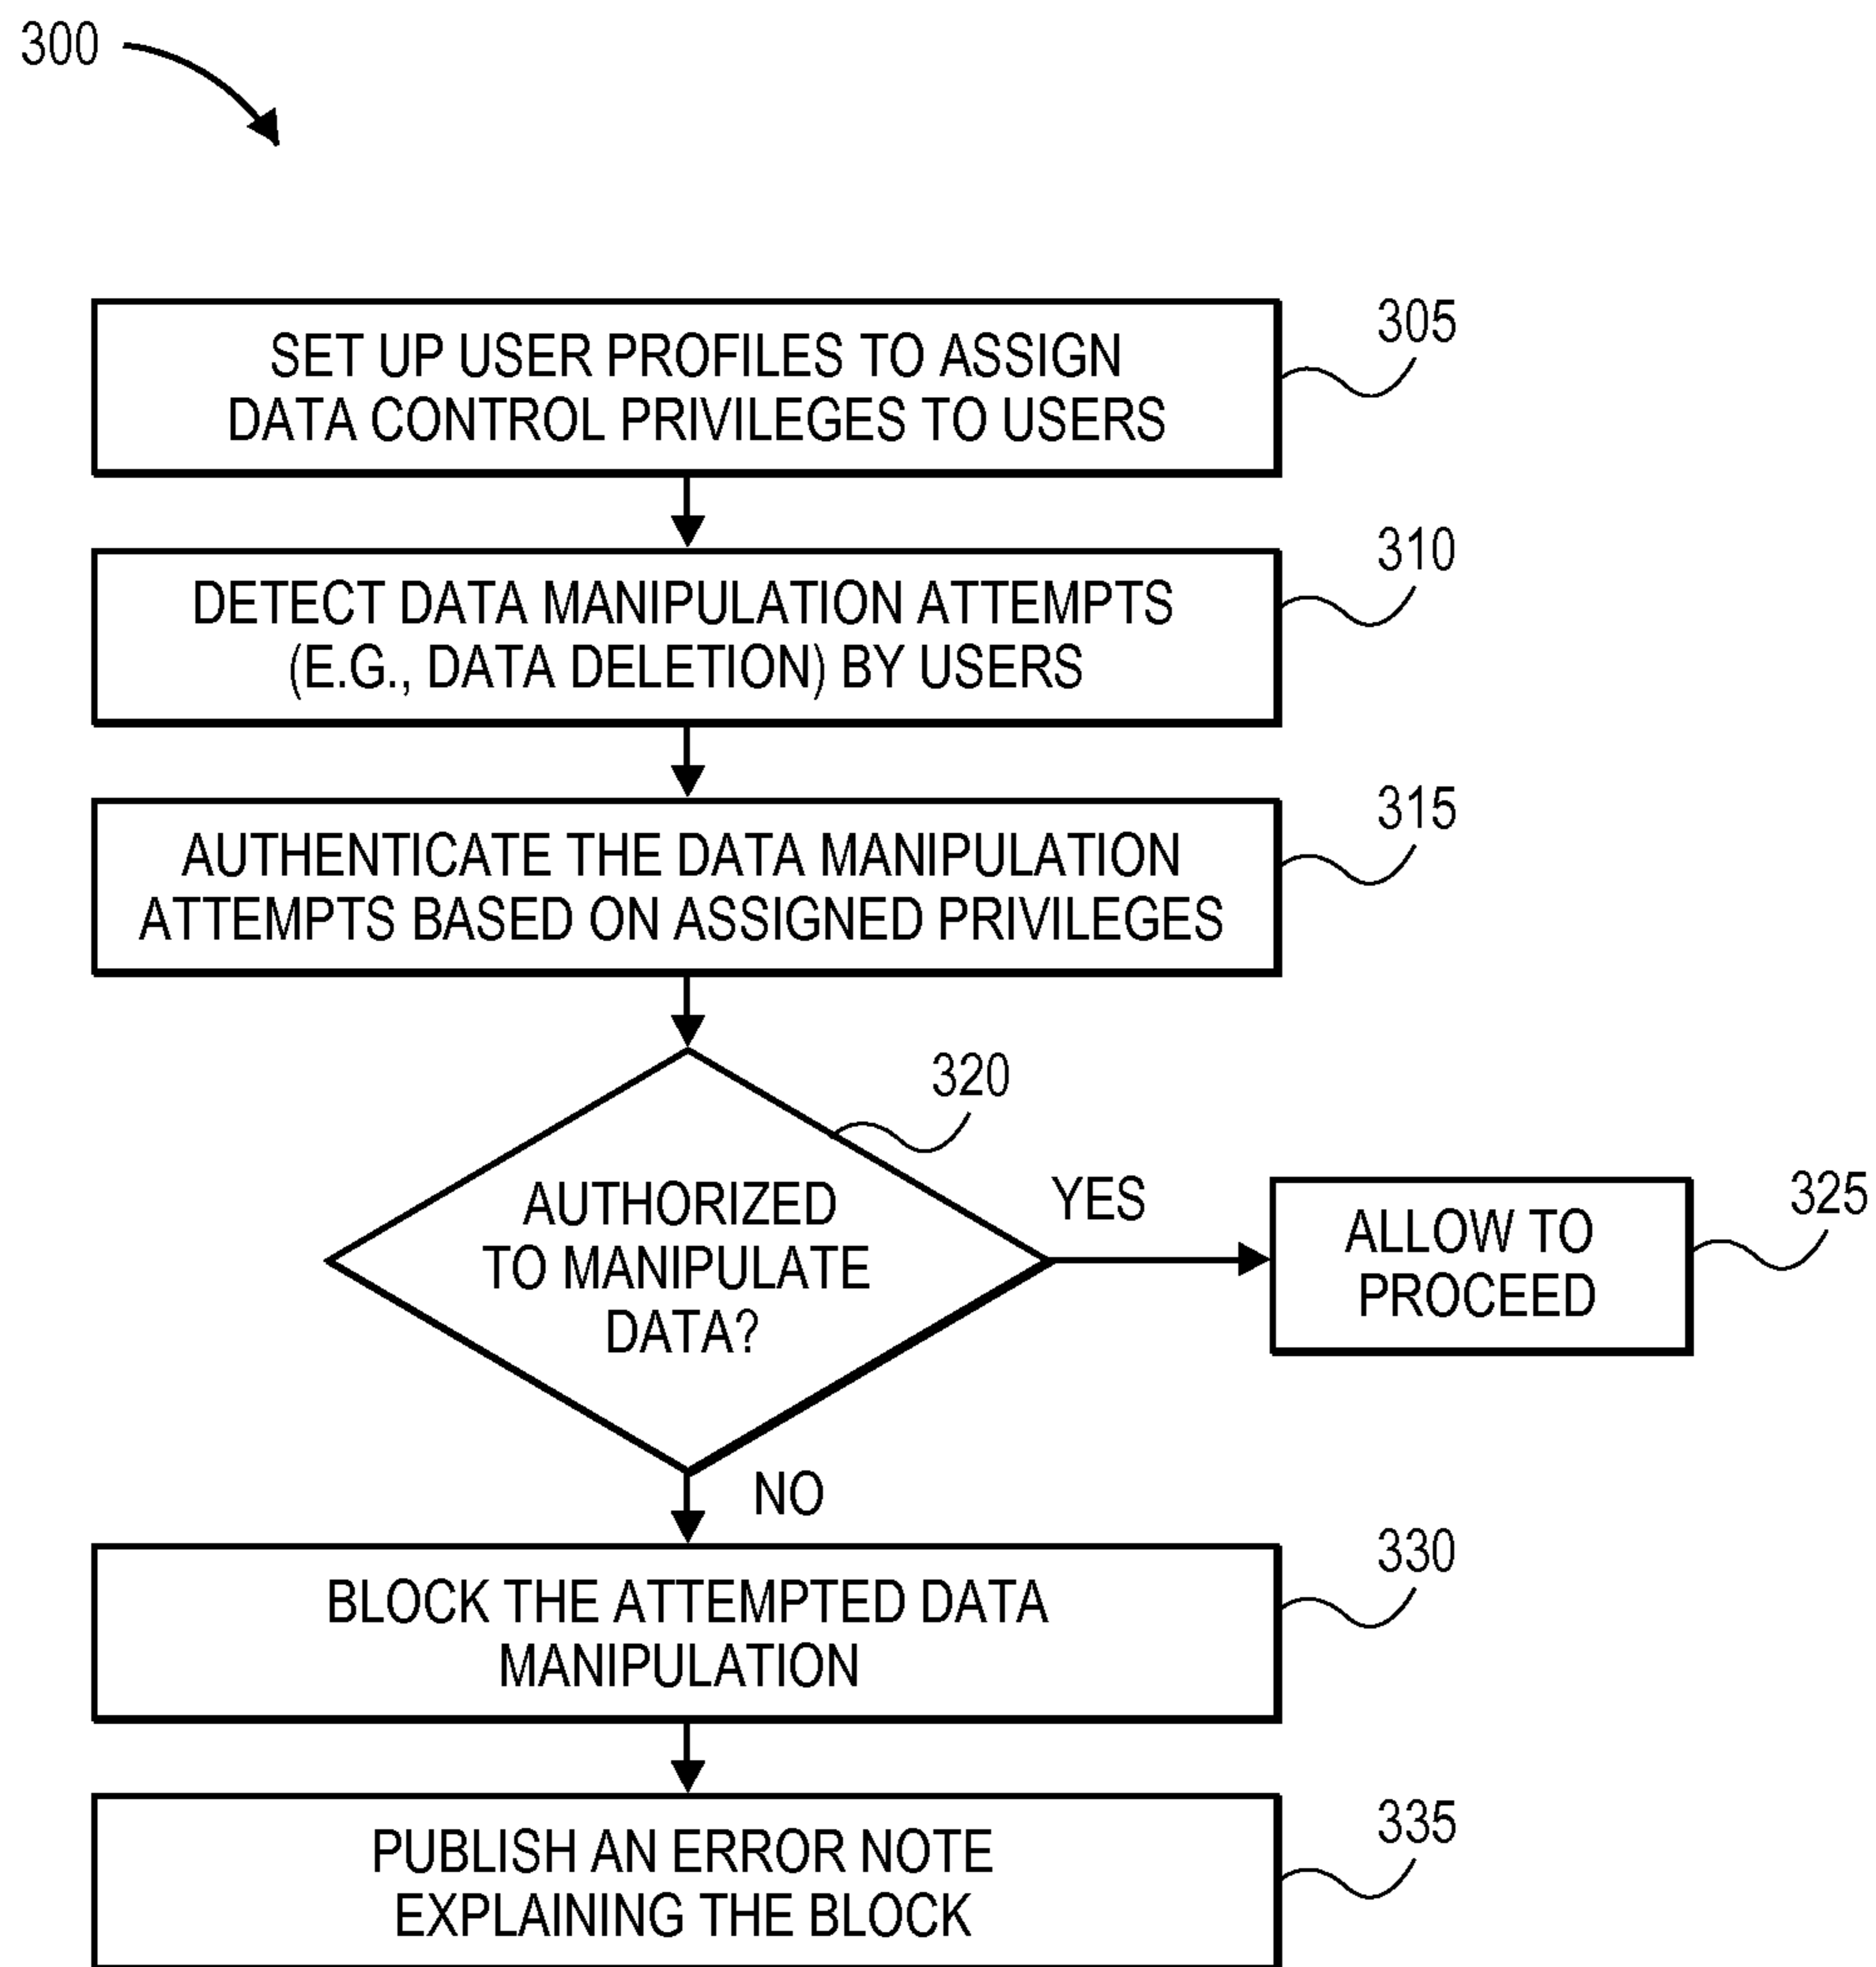 300
SET UP USER PROFILES TO ASSIGN
DATA CONTROL PRIVILEGES TO USERS
305
DETECT DATA MANIPULATION ATTEMPTS
(E.G., DATA DELETION) BY USERS
310
AUTHENTICATE THE DATA MANIPULATION
ATTEMPTS BASED ON ASSIGNED PRIVILEGES
315
320
AUTHORIZED
TO MANIPULATE
DATA?
YES
ALLOW TO
PROCEED
325
NO
BLOCK THE ATTEMPTED DATA
MANIPULATION
330
PUBLISH AN ERROR NOTE
EXPLAINING THE BLOCK
335